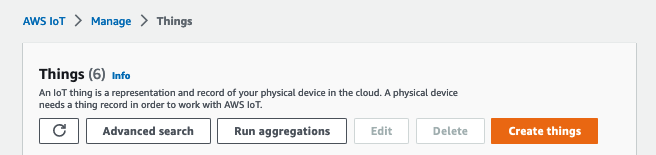 AWS IoT > Manage > Things
Things (6) Info
An IoT thing is a representation and record of your physical device in the cloud. A physical device
needs a thing record in order to work with AWS IoT.
Advanced search Run aggregations Edit Delete Create things